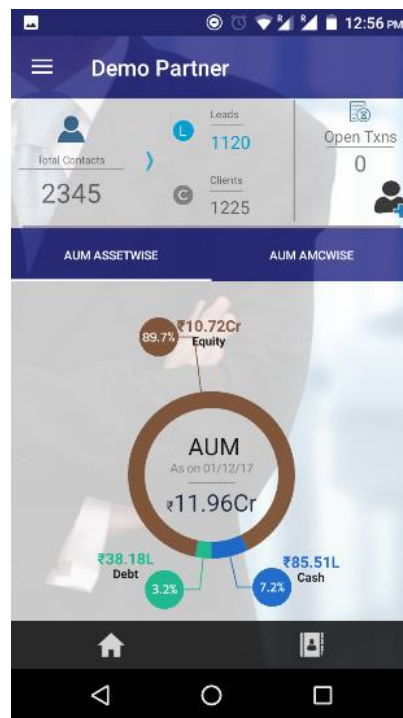 12:56 PM
Demo Partner
Total Contacts
2345
L
Leads
1120
C
Clients
1225
Open Txns
0
AUM ASSETWISE
AUM AMCWISE
89.7%
₹10.72Cr
Equity
AUM
As on 01/12/17
₹11.96Cr
₹38.18L
Debt
3.2%
₹85.51L
Cash
7.2%